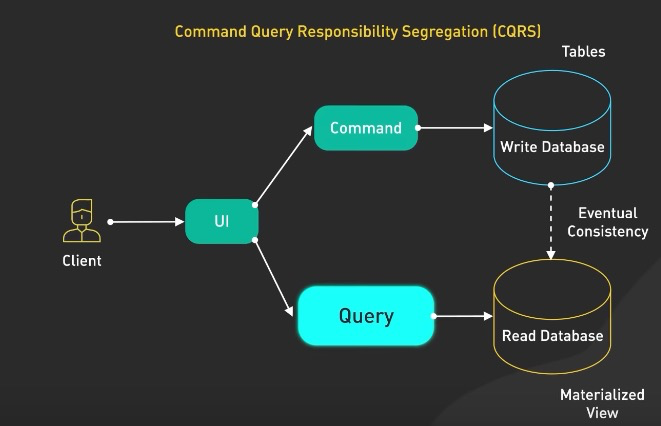 Command Query Responsibility Segregation (CQRS)
Tables
Command
Write Database
UI
Client
Eventual
Consistency
Query
Read Database
Materialized
View